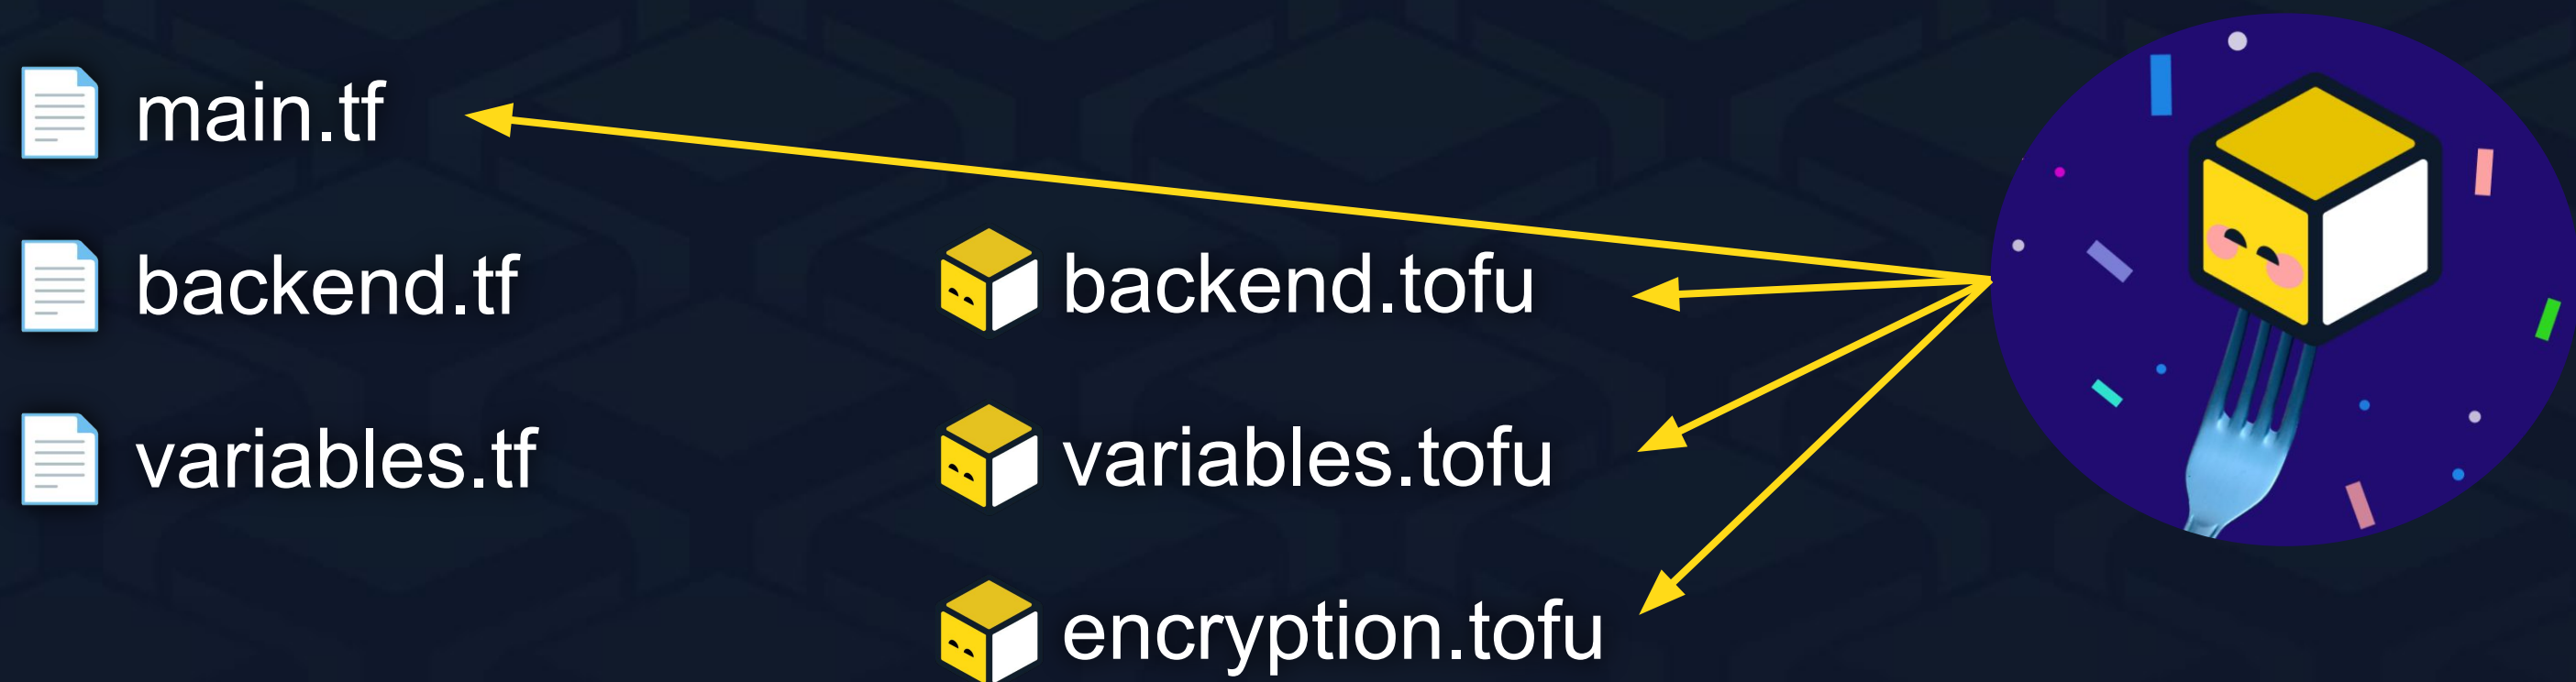 main.tf
backend.tf
backend.tofu
variables.tf
variables.tofu
encryption.tofu